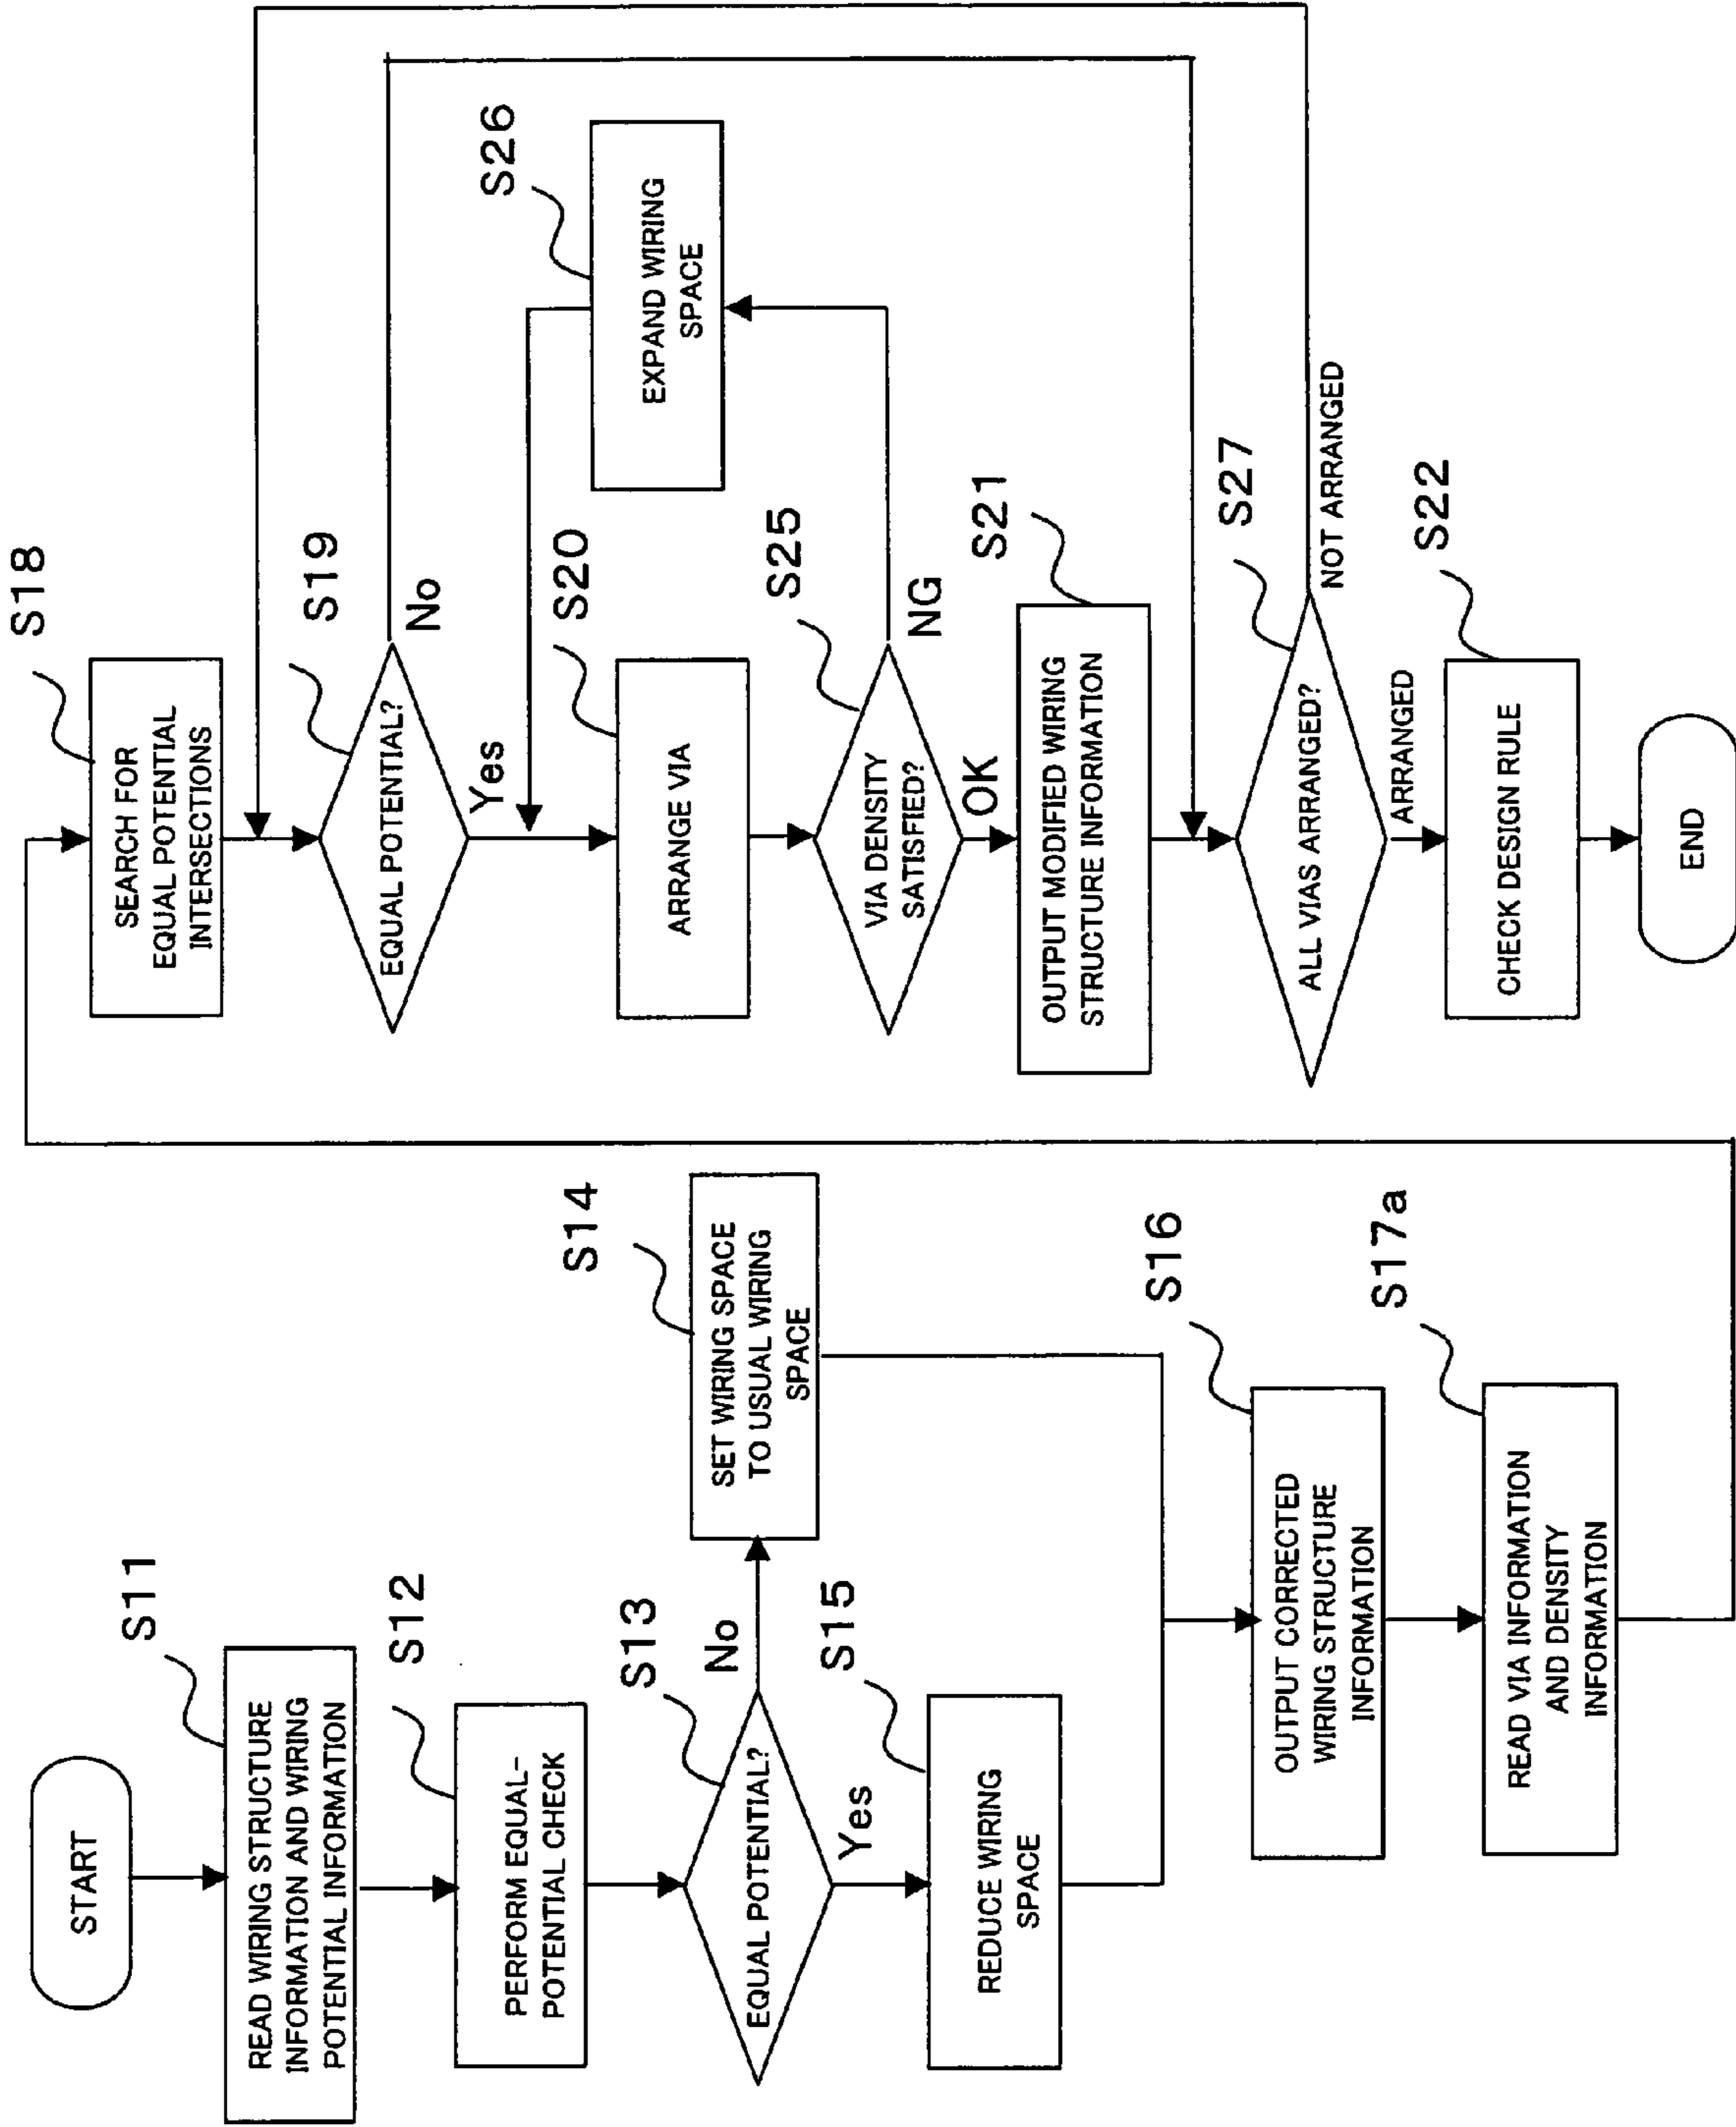 START
S11
READ WIRING STRUCTURE
INFORMATION AND WIRING
POTENTIAL INFORMATION
S12
PERFORM EQUAL-
POTENTIAL CHECK
S13
EQUAL POTENTIAL?
No
S14
SET WIRING SPACE
TO USUAL WIRING
SPACE
Yes
S15
REDUCE WIRING
SPACE
S16
OUTPUT CORRECTED
WIRING STRUCTURE
INFORMATION
S17a
READ VIA INFORMATION
AND DENSITY
INFORMATION
S18
SEARCH FOR
EQUAL POTENTIAL
INTERSECTIONS
S19
EQUAL POTENTIAL?
No
Yes
S20
ARRANGE VIA
S26
EXPAND WIRING
SPACE
S25
VIA DENSITY
SATISFIED?
NG
OK
S21
OUTPUT MODIFIED WIRING
STRUCTURE INFORMATION
S27
ALL VIAS ARRANGED?
NOT ARRANGED
ARRANGED
S22
CHECK DESIGN RULE
END